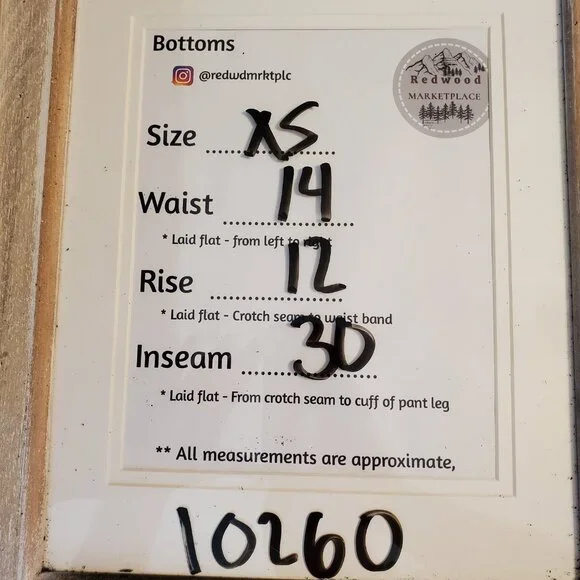 Bottoms
@redwdmrktplc
Redwood
MARKETPLACE
Size XS
Waist 14
* Laid flat - from left to right
Rise 12
* Laid flat - Crotch seam to waist band
Inseam 30
* Laid flat - From crotch seam to cuff of pant leg
** All measurements are approximate,
10260